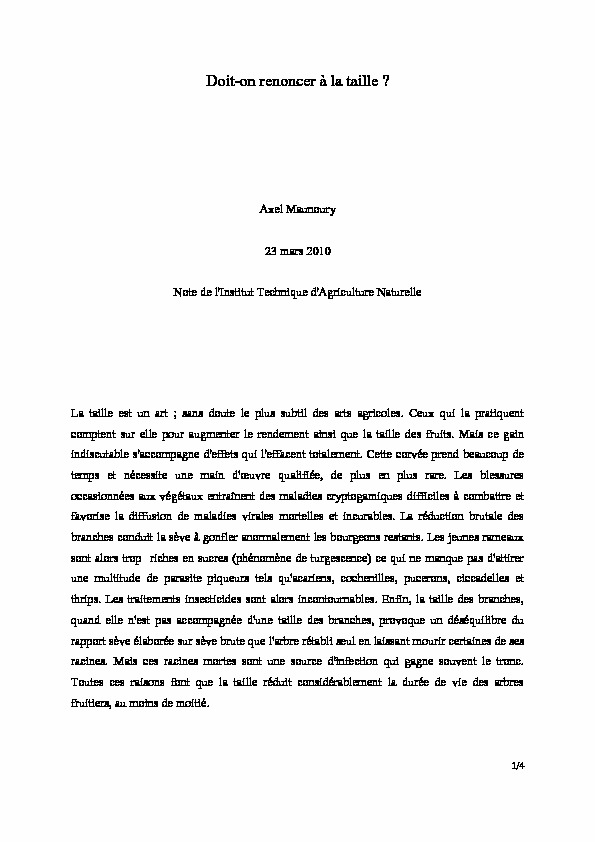 Doit-on renoncer à la taille ?
Axel Maunoury
23 mars 2010
Note de l'Institut Technique d'Agriculture Naturelle
La taille est un art ; sans doute le plus subtil des arts agricoles. Ceux qui la pratiquent
comptent sur elle pour augmenter le rendement ainsi que la taille des fruits. Mais ce gain
indiscutable s'accompagne d'effets qui l'effacent totalement. Cette corvée prend beaucoup de
temps et nécessite une main d'œuvre qualifiée, de plus en plus rare. Les blessures
occasionnées aux végétaux entraînent des maladies cryptogamiques difficiles à combattre et
favorise la diffusion de maladies virales mortelles et incurables. La réduction brutale des
branches conduit la sève à gonfler anormalement les bourgeons restants. Les jeunes rameaux
sont alors trop riches en sucres (phénomène de turgescence) ce qui ne manque pas d'attirer
une multitude de parasite piqueurs tels qu'acariens, cochenilles, pucerons, ciccadelles et
thrips. Les traitements insecticides sont alors incontournables. Enfin, la taille des branches,
quand elle n'est pas accompagnée d'une taille des branches, provoque un déséquilibre du
rapport sève élaborée sur sève brute que l'arbre rétabli seul en laissant mourir certaines de ses
racines. Mais ces racines mortes sont une source d'infection qui gagne souvent le tronc.
Toutes ces raisons font que la taille réduit considérablement la durée de vie des arbres
fruitiers, au moins de moitié.
1/4